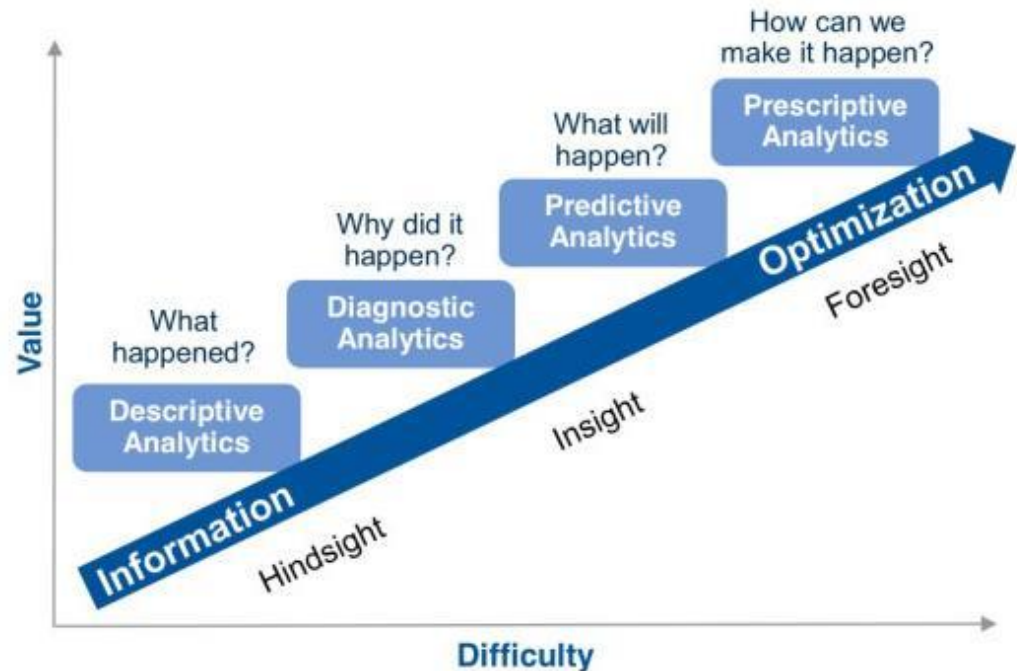 How can we
make it happen?
Prescriptive
Analytics
What will
happen?
Predictive
Analytics
Why did it
happen?
Diagnostic
Analytics
What
happened?
Descriptive
Analytics
Value
Information
Optimization
Hindsight
Insight
Foresight
Difficulty